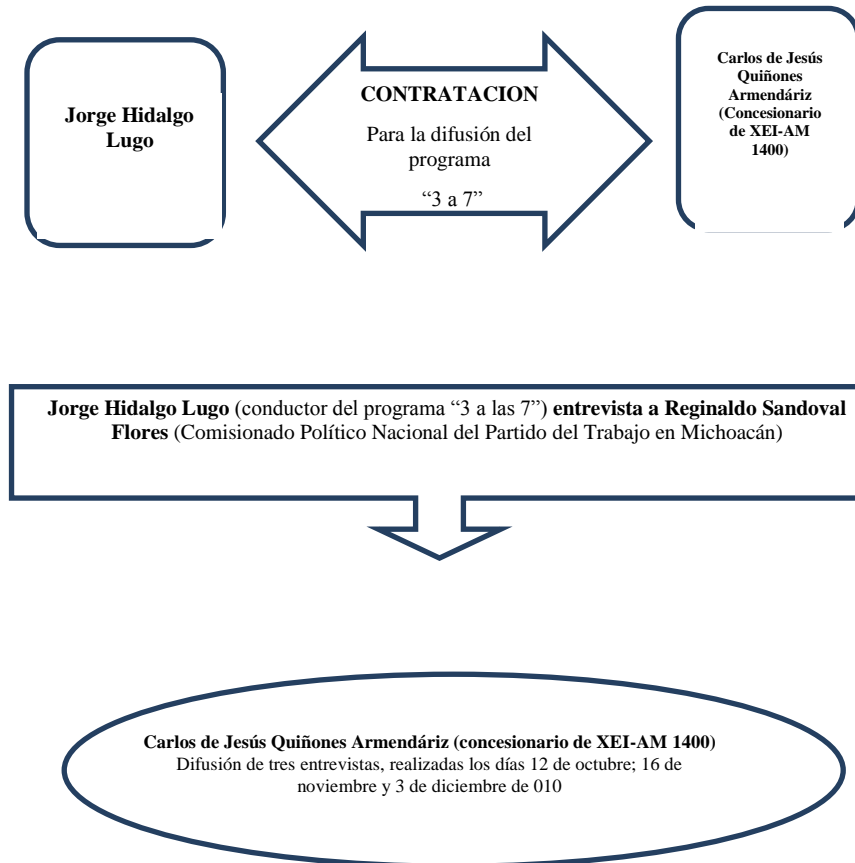 Jorge Hidalgo
Lugo
CONTRATACION
Para la difusión del
programa
“3 a 7”
Carlos de Jesús
Quiñones
Armendáriz
(Concesionario
de XEI-AM
1400)
Jorge Hidalgo Lugo (conductor del programa “3 a las 7”) entrevista a Reginaldo Sandoval
Flores (Comisionado Político Nacional del Partido del Trabajo en Michoacán)
Carlos de Jesús Quiñones Armendáriz (concesionario de XEI-AM 1400)
Difusión de tres entrevistas, realizadas los días 12 de octubre; 16 de
noviembre y 3 de diciembre de 010